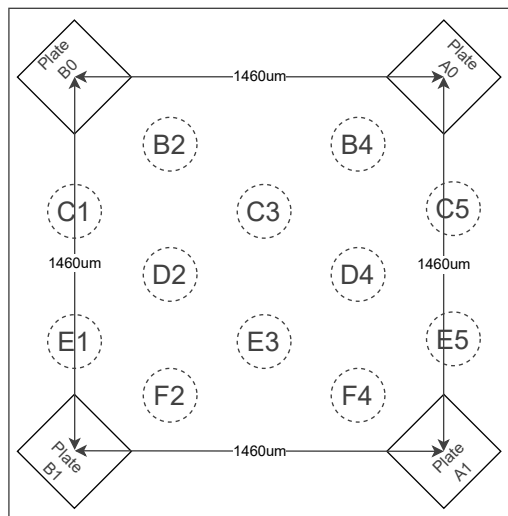 Plate
B0
1460um
Plate
A0
B2
B4
C1
C3
C5
1460um
1460um
D2
D4
E1
E3
E5
F2
F4
Plate
B1
1460um
Plate
A1